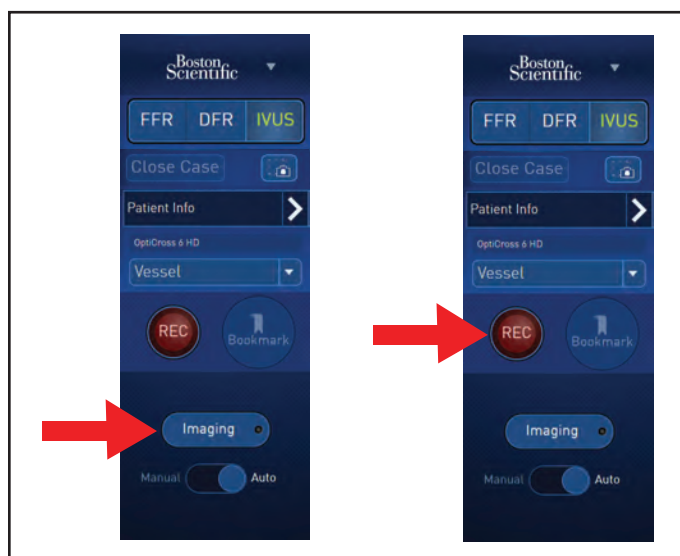 Boston
Scientific
FFR DFR IVUS
Close Case
Patient Info
OptiCross 6 HD
Vessel
REC
Bookmark
Imaging
Manual Auto
Boston
Scientific
FFR DFR IVUS
Close Case
Patient Info
OptiCross 6 HD
Vessel
REC
Bookmark
Imaging
Manual Auto